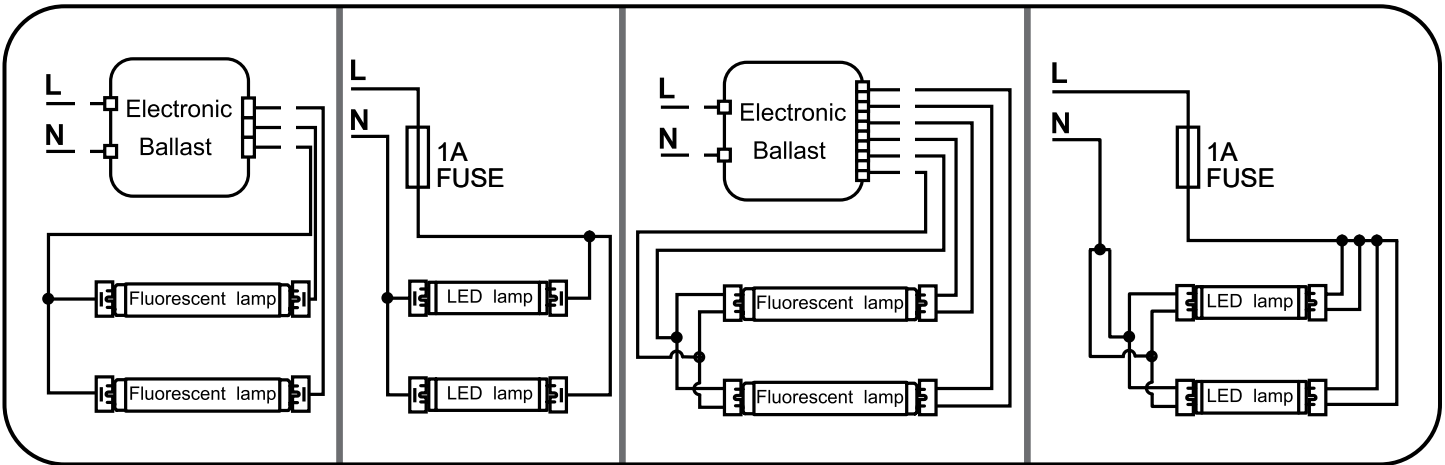 L
N
Electronic
Ballast
Fluorescent lamp
Fluorescent lamp
L
N
1A
FUSE
LED lamp
LED lamp
L
N
Electronic
Ballast
Fluorescent lamp
Fluorescent lamp
L
N
1A
FUSE
LED lamp
LED lamp